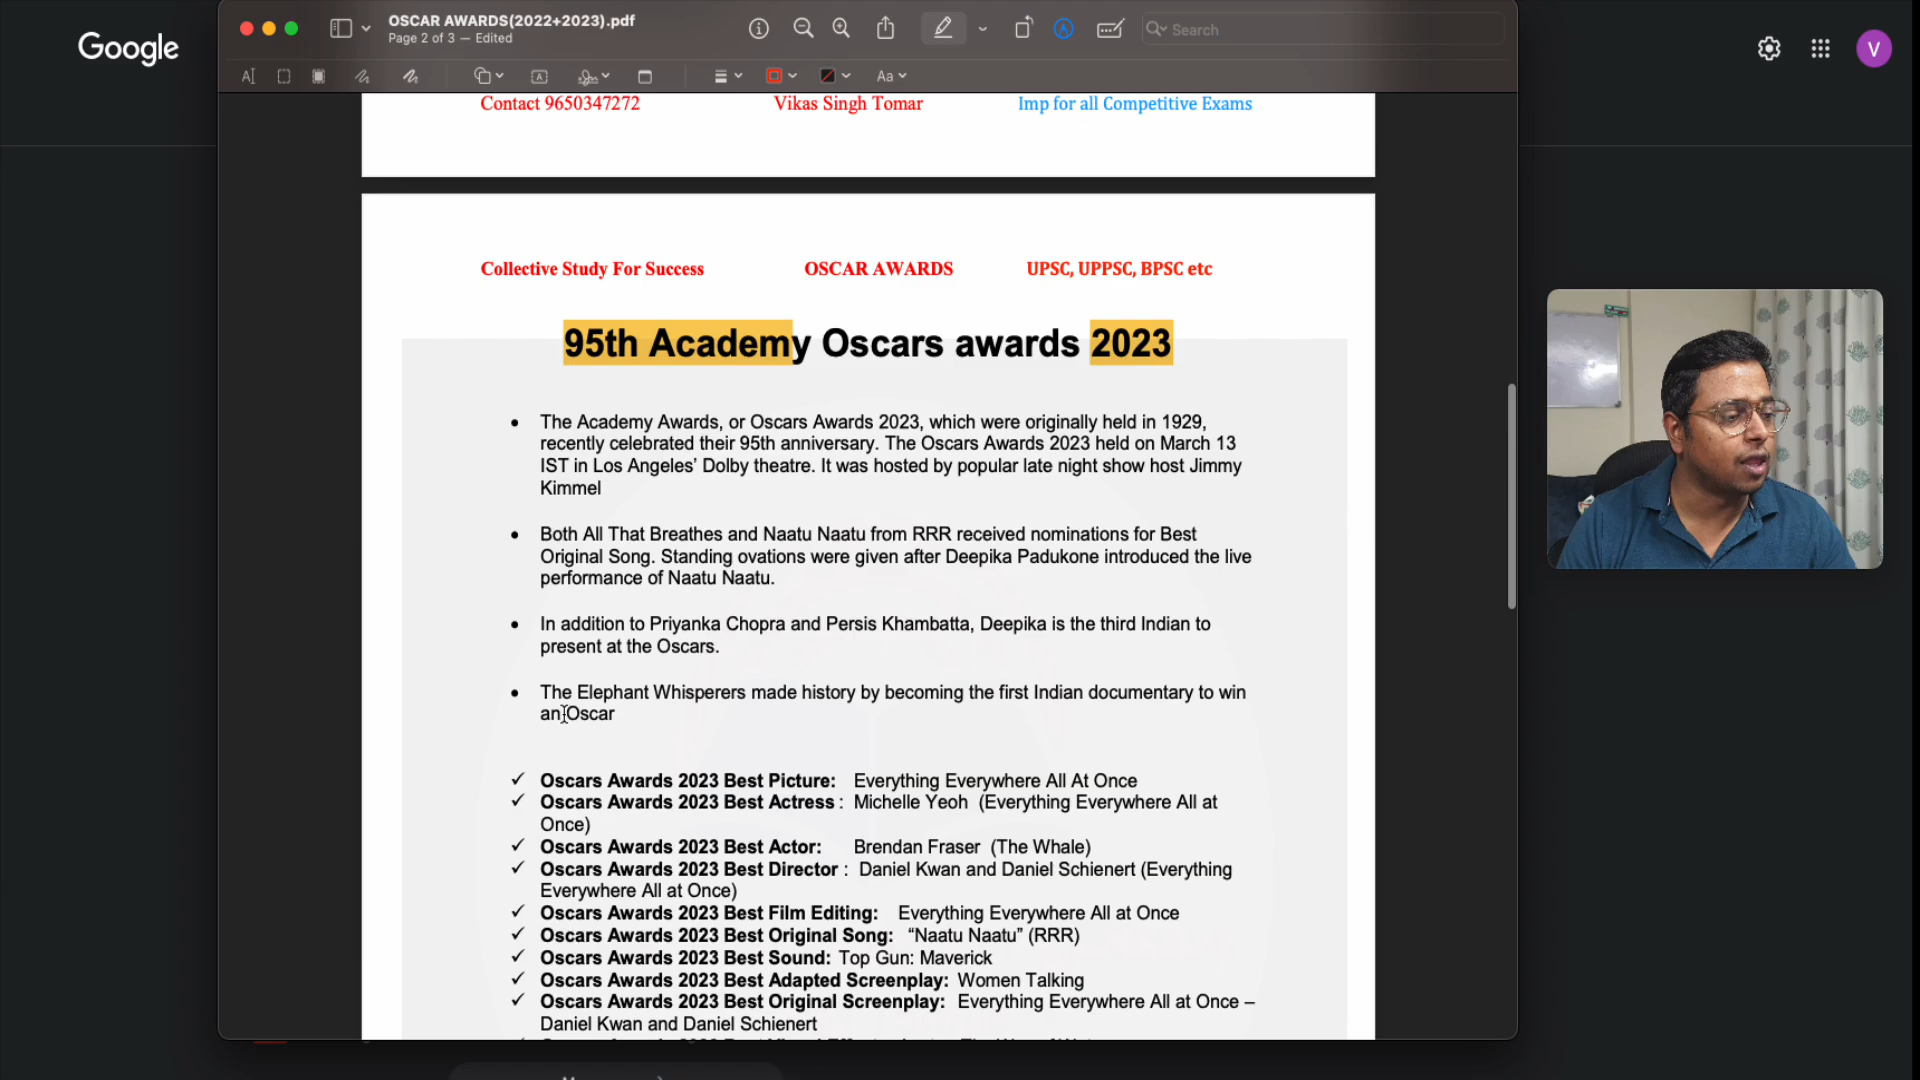 Google
OSCAR AWARDS(2022+2023).pdf
Page 2 of 3 — Edited
Search
V
Aa
Contact 9650347272 Vikas Singh Tomar Imp for all Competitive Exams
Collective Study For Success OSCAR AWARDS UPSC, UPPSC, BPSC etc
95th Academy Oscars awards 2023
• The Academy Awards, or Oscars Awards 2023, which were originally held in 1929,
recently celebrated their 95th anniversary. The Oscars Awards 2023 held on March 13
IST in Los Angeles’ Dolby theatre. It was hosted by popular late night show host Jimmy
Kimmel
• Both All That Breathes and Naatu Naatu from RRR received nominations for Best
Original Song. Standing ovations were given after Deepika Padukone introduced the live
performance of Naatu Naatu.
• In addition to Priyanka Chopra and Persis Khambatta, Deepika is the third Indian to
present at the Oscars.
• The Elephant Whisperers made history by becoming the first Indian documentary to win
an Oscar
✓ Oscars Awards 2023 Best Picture: Everything Everywhere All At Once
✓ Oscars Awards 2023 Best Actress : Michelle Yeoh (Everything Everywhere All at
Once)
✓ Oscars Awards 2023 Best Actor: Brendan Fraser (The Whale)
✓ Oscars Awards 2023 Best Director : Daniel Kwan and Daniel Schienert (Everything
Everywhere All at Once)
✓ Oscars Awards 2023 Best Film Editing: Everything Everywhere All at Once
✓ Oscars Awards 2023 Best Original Song: “Naatu Naatu” (RRR)
✓ Oscars Awards 2023 Best Sound: Top Gun: Maverick
✓ Oscars Awards 2023 Best Adapted Screenplay: Women Talking
✓ Oscars Awards 2023 Best Original Screenplay: Everything Everywhere All at Once –
Daniel Kwan and Daniel Schienert